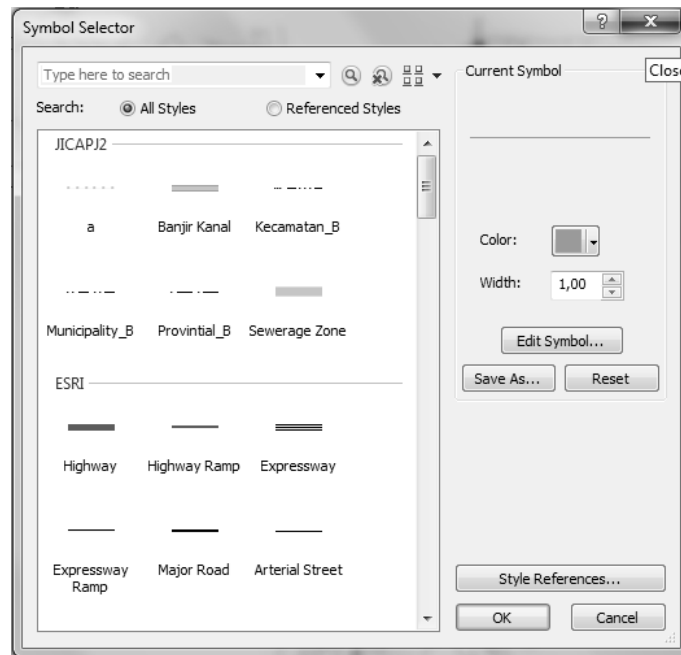 Symbol Selector
?
Type here to search
Search: All Styles Referenced Styles
JICAPJ2
a Banjir Kanal Kecamatan_B
Municipality_B Provintial_B Sewerage Zone
ESRI
Highway Highway Ramp Expressway
Expressway Ramp Major Road Arterial Street
Current Symbol
Close
Color:
Width: 1,00
Edit Symbol...
Save As... Reset
Style References...
OK Cancel